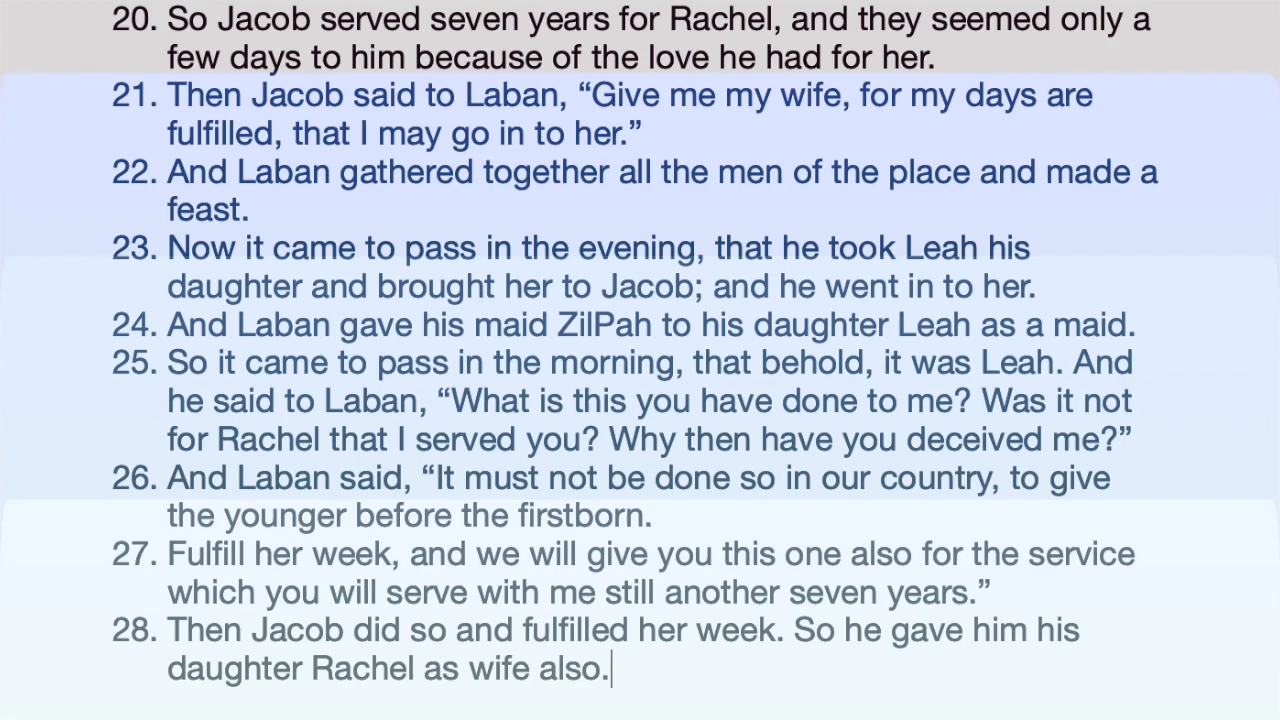 20. So Jacob served seven years for Rachel, and they seemed only a
few days to him because of the love he had for her.
21. Then Jacob said to Laban, “Give me my wife, for my days are
fulfilled, that I may go in to her.”
22. And Laban gathered together all the men of the place and made a
feast.
23. Now it came to pass in the evening, that he took Leah his
daughter and brought her to Jacob; and he went in to her.
24. And Laban gave his maid ZilPah to his daughter Leah as a maid.
25. So it came to pass in the morning, that behold, it was Leah. And
he said to Laban, “What is this you have done to me? Was it not
for Rachel that I served you? Why then have you deceived me?”
26. And Laban said, “It must not be done so in our country, to give
the younger before the firstborn.
27. Fulfill her week, and we will give you this one also for the service
which you will serve with me still another seven years.”
28. Then Jacob did so and fulfilled her week. So he gave him his
daughter Rachel as wife also.